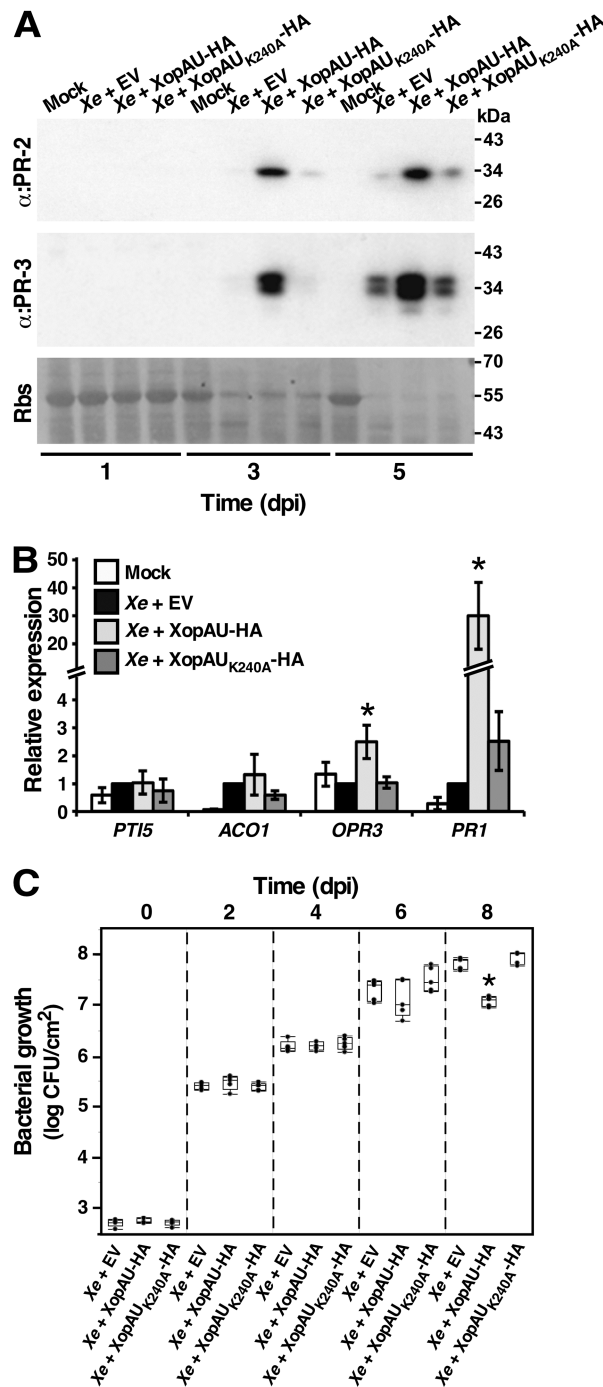 A
Mock Xe + EV Xe + XopAU-HA Xe + XopAUK240A-HA Mock Xe + EV Xe + XopAU-HA Xe + XopAUK240A-HA Mock Xe + EV Xe + XopAU-HA Xe + XopAUK240A-HA
kDa
α:PR-2
-43
-34
-26
α:PR-3
43
-34
-26
Rbs
-70
-55
-43
1 3 5
Time (dpi)
B
Relative expression
50
40
30
20
4
3
2
1
0
Mock
Xe + EV
Xe + XopAU-HA
Xe + XopAUK240A-HA
*
*
PTI5 ACO1 OPR3 PR1
C
Time (dpi)
0 2 4 6 8
Bacterial growth
(log CFU/cm²)
8
7
6
5
4
3
*
Xe + EV Xe + XopAU-HA Xe + XopAUK240A-HA Xe + EV Xe + XopAU-HA Xe + XopAUK240A-HA Xe + EV Xe + XopAU-HA Xe + XopAUK240A-HA Xe + EV Xe + XopAU-HA Xe + XopAUK240A-HA Xe + EV Xe + XopAU-HA Xe + XopAUK240A-HA